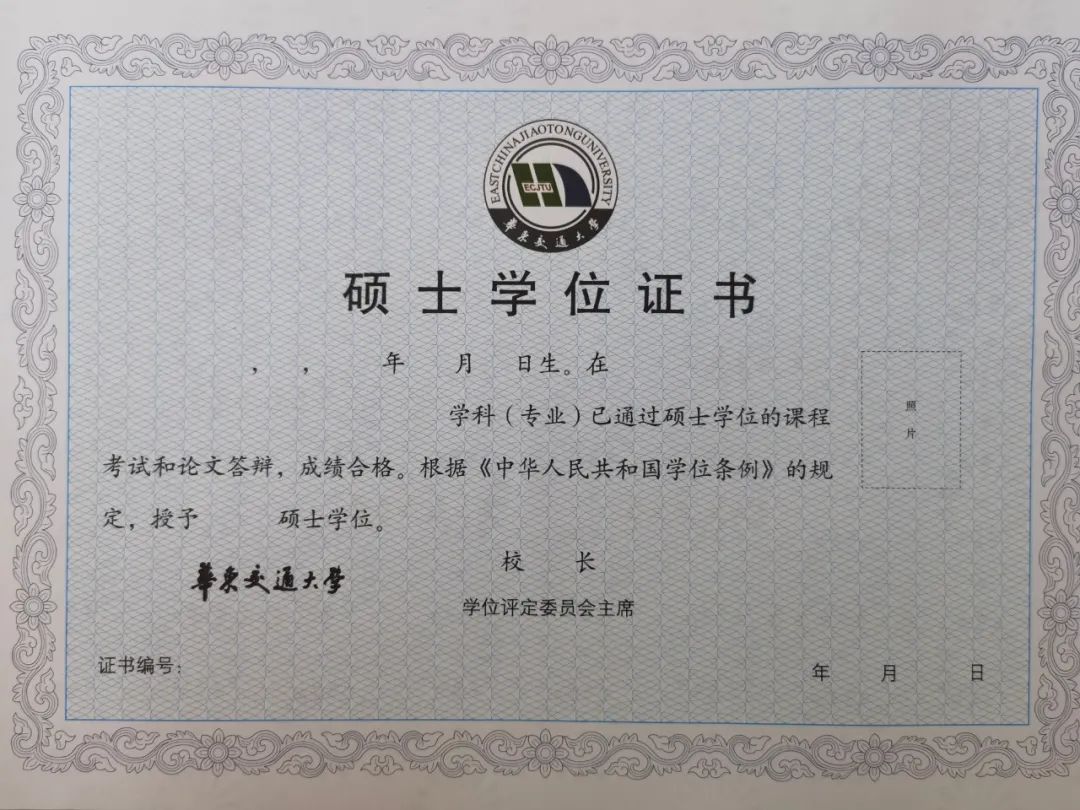 EAST CHINA JIAOTONG UNIVERSITY
ECJTU
華東交通大學
硕士学位证书
， ， 年 月 日生。在
学科（专业）已通过硕士学位的课程
照
片
考试和论文答辩，成绩合格。根据《中华人民共和国学位条例》的规
定，授予 硕士学位。
校 长
華東交通大學
学位评定委员会主席
证书编号：
年 月 日